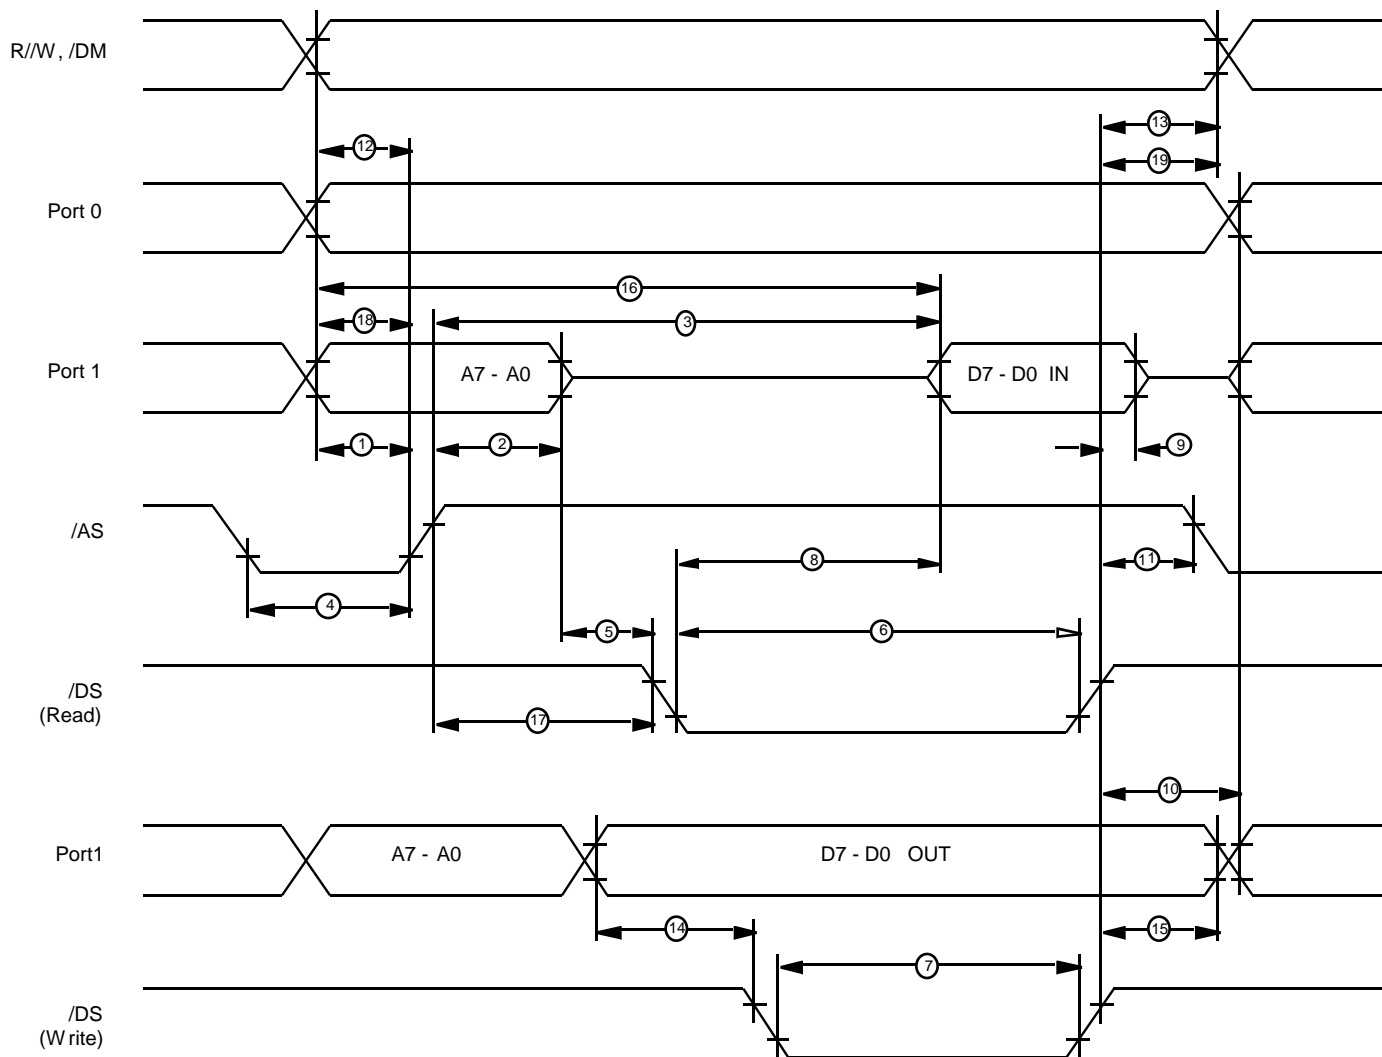 R//W, /DM
13
12
19
Port 0
16
18
3
Port 1
A7 - A0
D7 - D0 IN
1
2
9
/AS
8
11
4
5
6
/DS
(Read)
17
10
Port1
A7 - A0
D7 - D0 OUT
14
15
7
/DS
(Write)